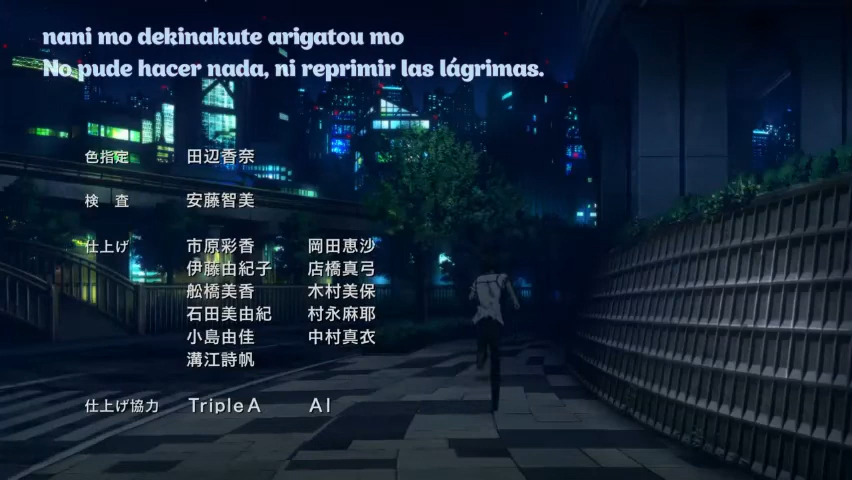 nani mo dekinakute arigatou mo
No pude hacer nada, ni reprimir las lágrimas.
色指定 田辺香奈
検 査 安藤智美
仕上げ 市原彩香 岡田恵沙
伊藤由紀子 店橋真弓
舩橋美香 木村美保
石田美由紀 村永麻耶
小島由佳 中村真衣
溝江詩帆
仕上げ協力 Triple A AI